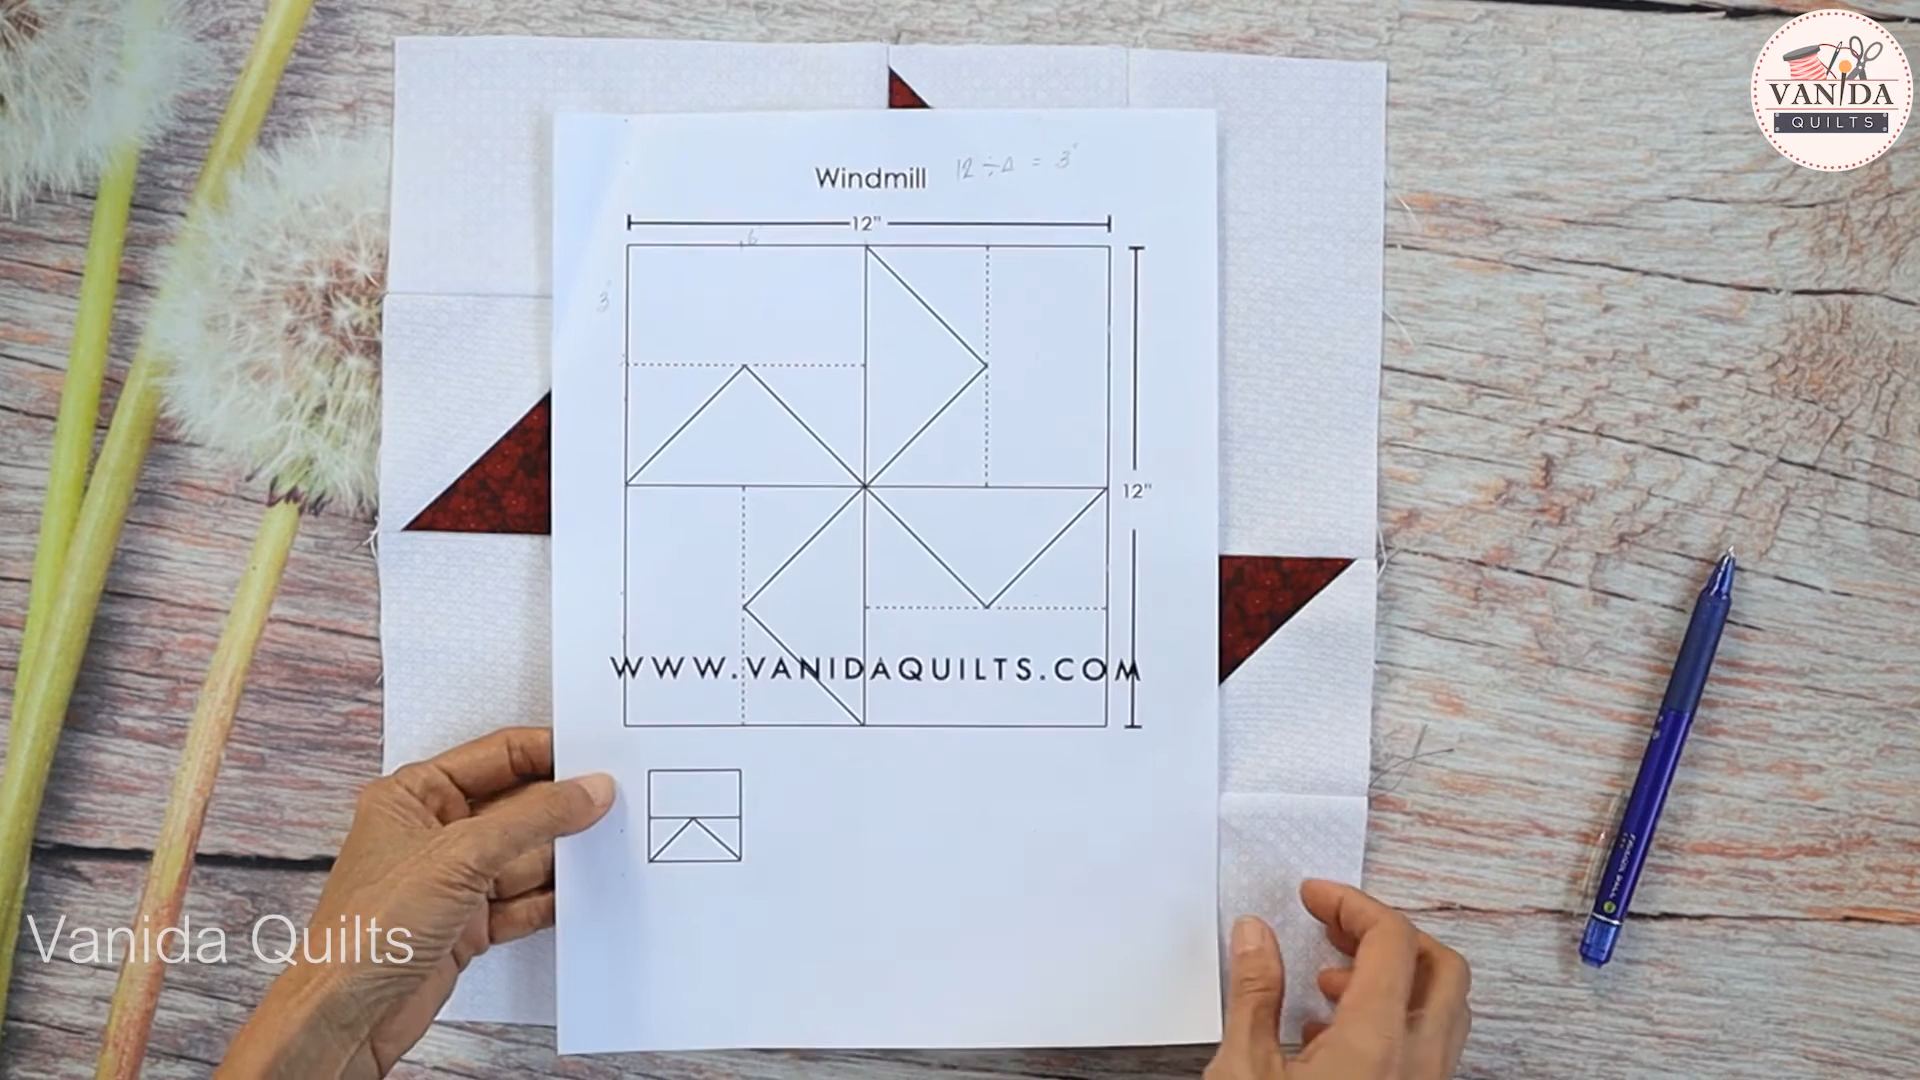 VANIDA
QUILTS
Windmill
12 ÷ 4 = 3"
12"
6"
3"
12"
WWW.VANIDAQUILTS.COM
Vanida Quilts